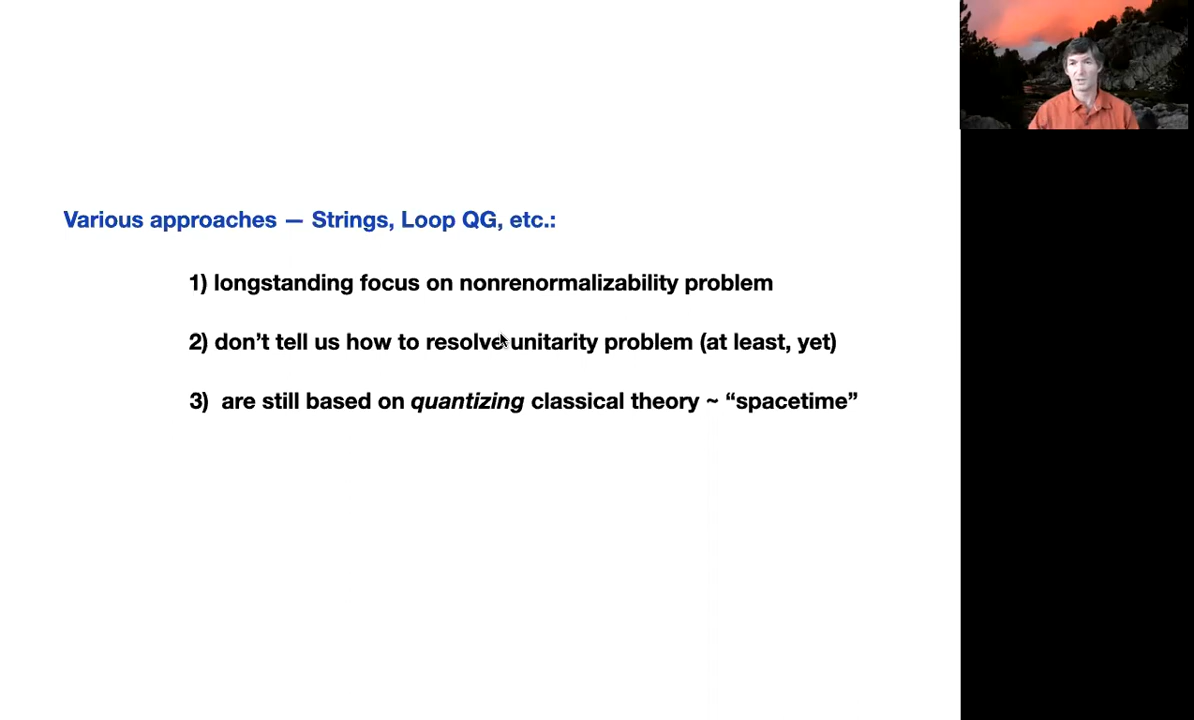 Various approaches — Strings, Loop QG, etc.:
1) longstanding focus on nonrenormalizability problem
2) don’t tell us how to resolve unitarity problem (at least, yet)
3) are still based on quantizing classical theory ~ “spacetime”